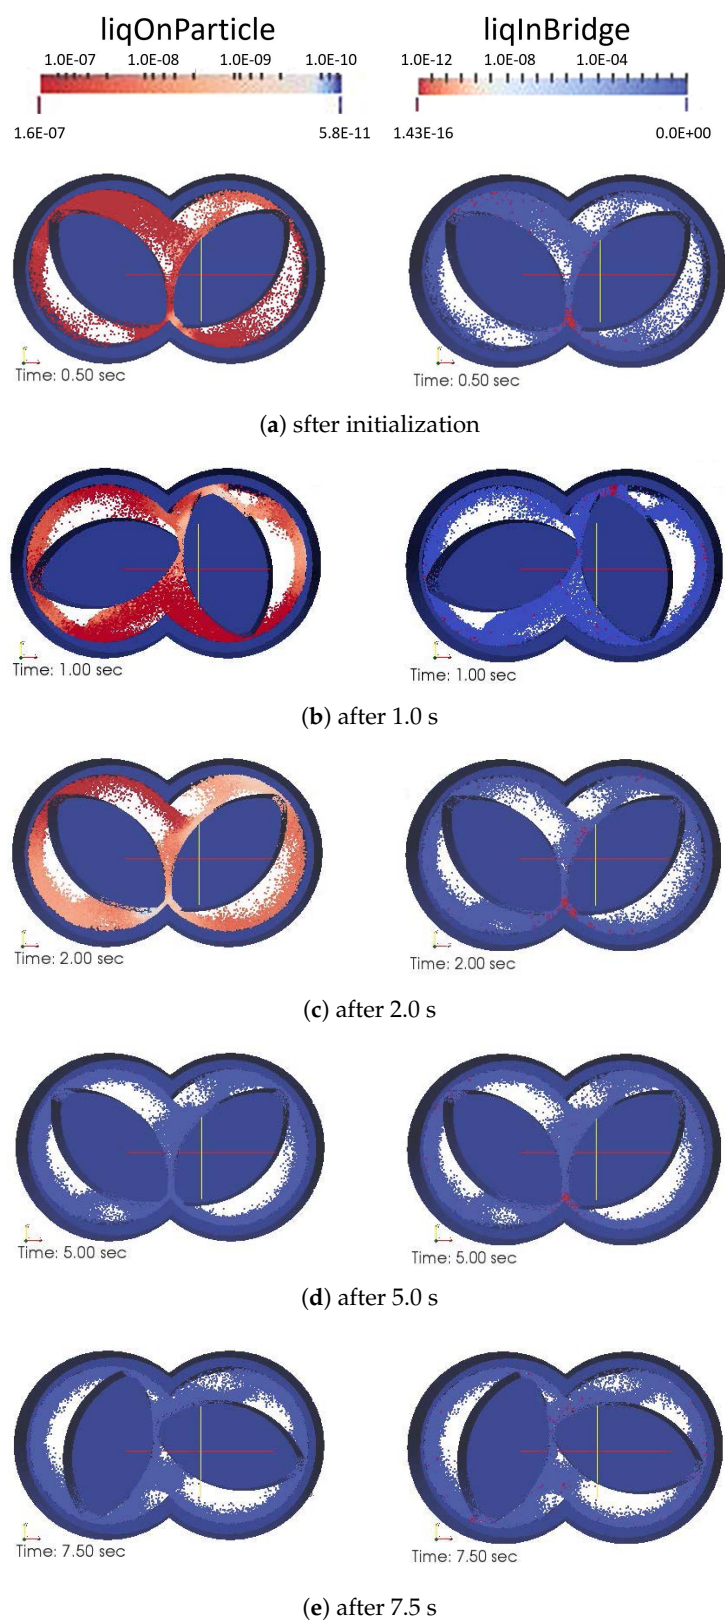 liqOnParticle liqInBridge
1.0E-07 1.0E-08 1.0E-09 1.0E-10 1.0E-12 1.0E-08 1.0E-04
1.6E-07 5.8E-11 1.43E-16 0.0E+00
Time: 0.50 sec Time: 0.50 sec
(a) sfter initialization
Time: 1.00 sec Time: 1.00 sec
(b) after 1.0 s
Time: 2.00 sec Time: 2.00 sec
(c) after 2.0 s
Time: 5.00 sec Time: 5.00 sec
(d) after 5.0 s
Time: 7.50 sec Time: 7.50 sec
(e) after 7.5 s